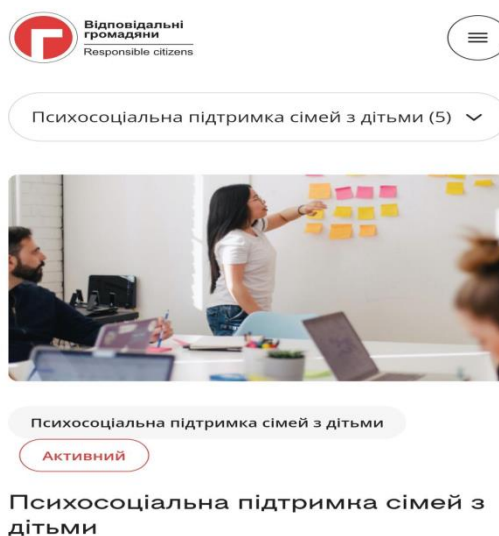 Відповідальні
громадяни
Responsible citizens
Психосоціальна підтримка сімей з дітьми (5)
Психосоціальна підтримка сімей з дітьми
Активний
Психосоціальна підтримка сімей з
дітьми